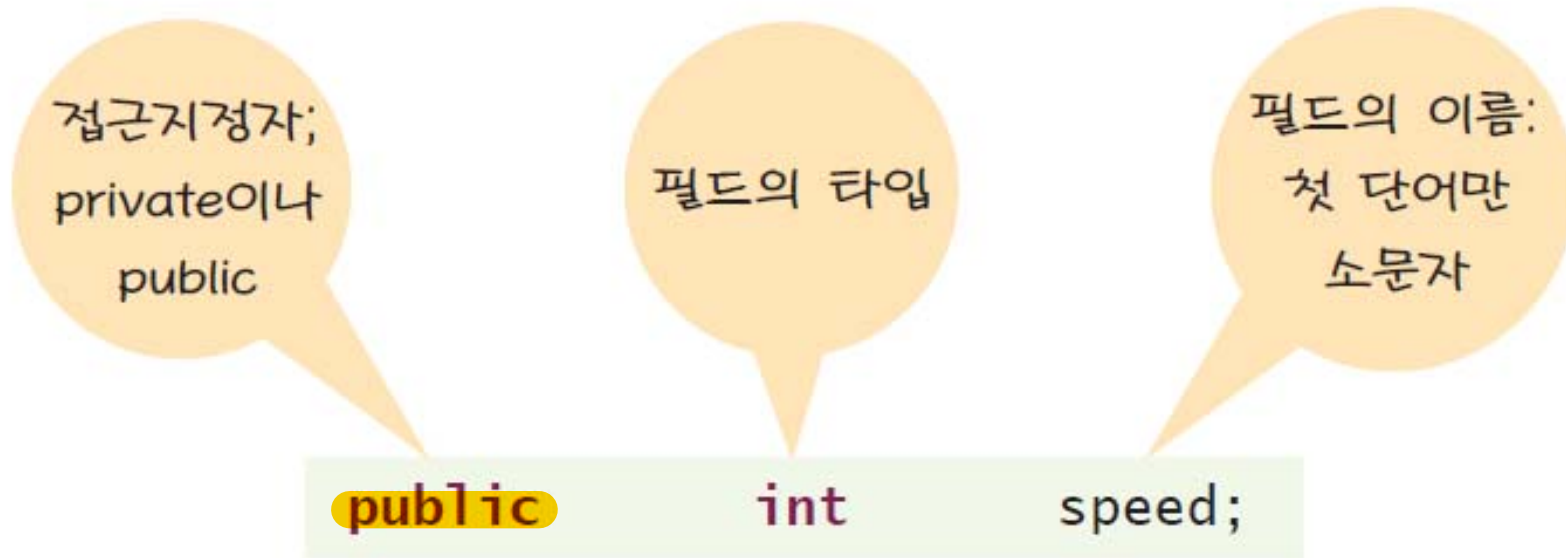 접근지정자;
private이나
public
필드의 타입
필드의 이름:
첫 단어만
소문자
public int speed;